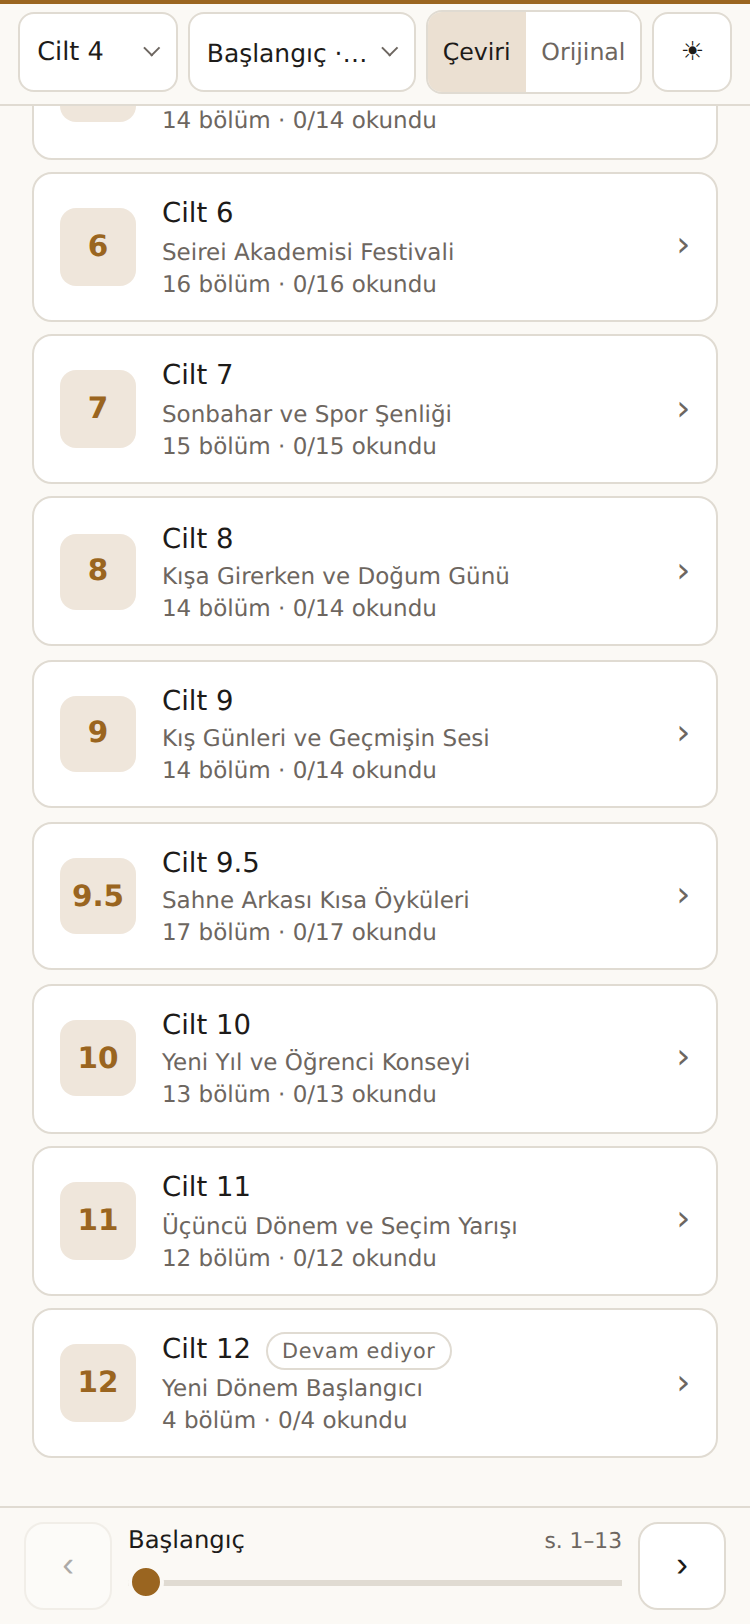 Cilt 4
Başlangıç ·...
Çeviri
Orijinal
14 bölüm · 0/14 okundu
6
Cilt 6
Seirei Akademisi Festivali
16 bölüm · 0/16 okundu
7
Cilt 7
Sonbahar ve Spor Şenliği
15 bölüm · 0/15 okundu
8
Cilt 8
Kışa Girerken ve Doğum Günü
14 bölüm · 0/14 okundu
9
Cilt 9
Kış Günleri ve Geçmişin Sesi
14 bölüm · 0/14 okundu
9.5
Cilt 9.5
Sahne Arkası Kısa Öyküleri
17 bölüm · 0/17 okundu
10
Cilt 10
Yeni Yıl ve Öğrenci Konseyi
13 bölüm · 0/13 okundu
11
Cilt 11
Üçüncü Dönem ve Seçim Yarışı
12 bölüm · 0/12 okundu
12
Cilt 12 Devam ediyor
Yeni Dönem Başlangıcı
4 bölüm · 0/4 okundu
Başlangıç
s. 1–13